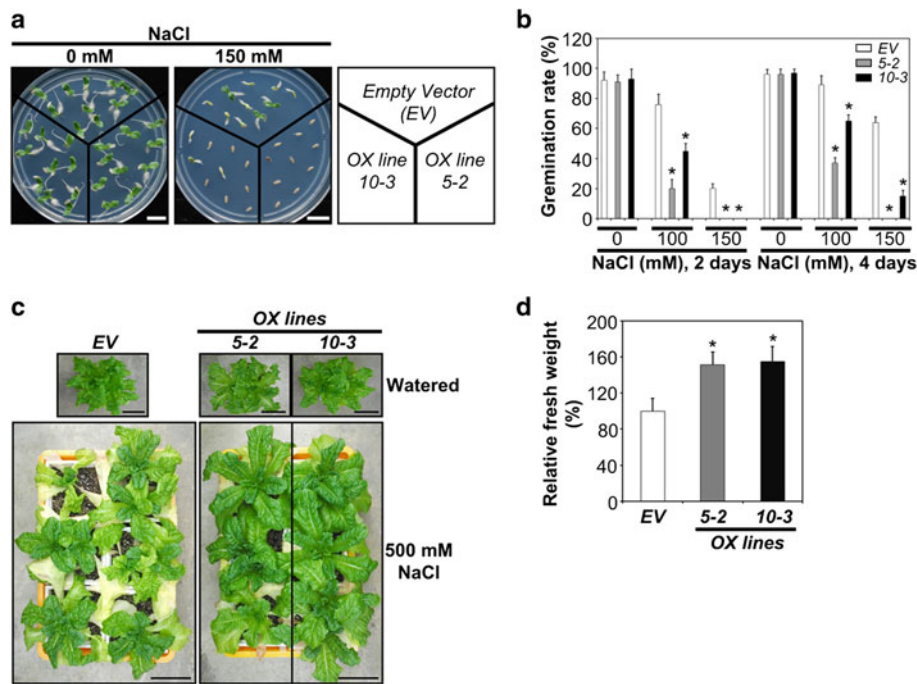 a
NaCl
0 mM
150 mM
Empty Vector
(EV)
OX line
10-3
OX line
5-2
b
Gremination rate (%)
120
100
80
60
40
20
0
EV
5-2
10-3
* * * * * * * *
0 100 150 0 100 150
NaCl (mM), 2 days NaCl (mM), 4 days
c
OX lines
EV 5-2 10-3
Watered
500 mM
NaCl
d
Relative fresh weight
(%)
200
160
120
80
40
0
* *
EV 5-2 10-3
OX lines